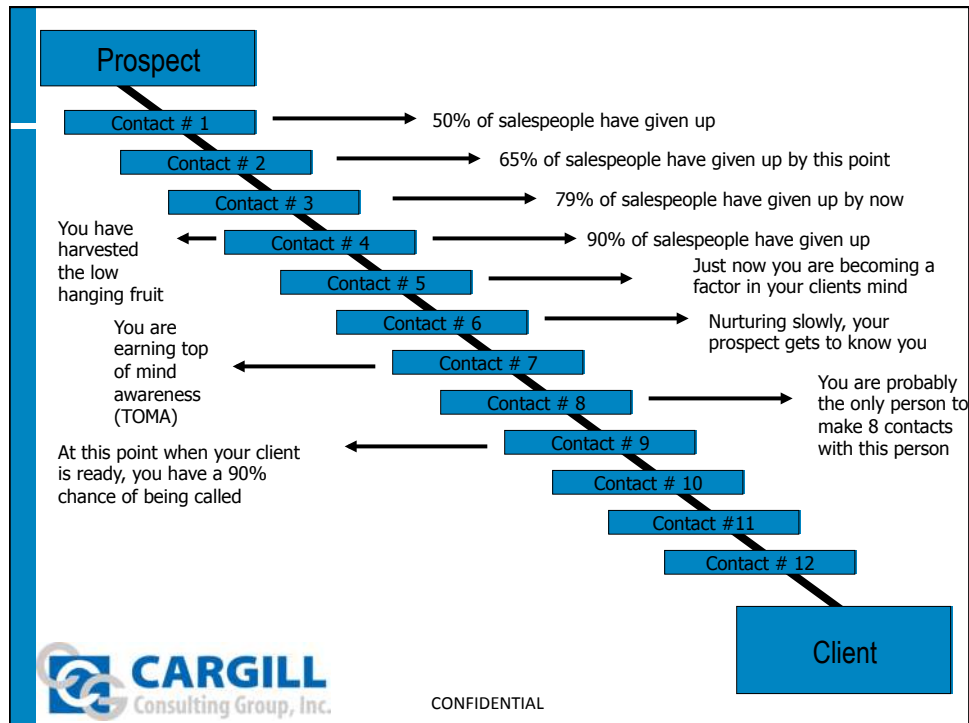 Prospect
Contact # 1
50% of salespeople have given up
Contact # 2
65% of salespeople have given up by this point
Contact # 3
79% of salespeople have given up by now
You have
harvested
the low
hanging fruit
Contact # 4
90% of salespeople have given up
Contact # 5
Just now you are becoming a
factor in your clients mind
Contact # 6
Nurturing slowly, your
prospect gets to know you
You are
earning top
of mind
awareness
(TOMA)
Contact # 7
Contact # 8
You are probably
the only person to
make 8 contacts
with this person
At this point when your client
is ready, you have a 90%
chance of being called
Contact # 9
Contact # 10
Contact #11
Contact # 12
Client
CCG
CARGILL
Consulting Group, Inc.
CONFIDENTIAL